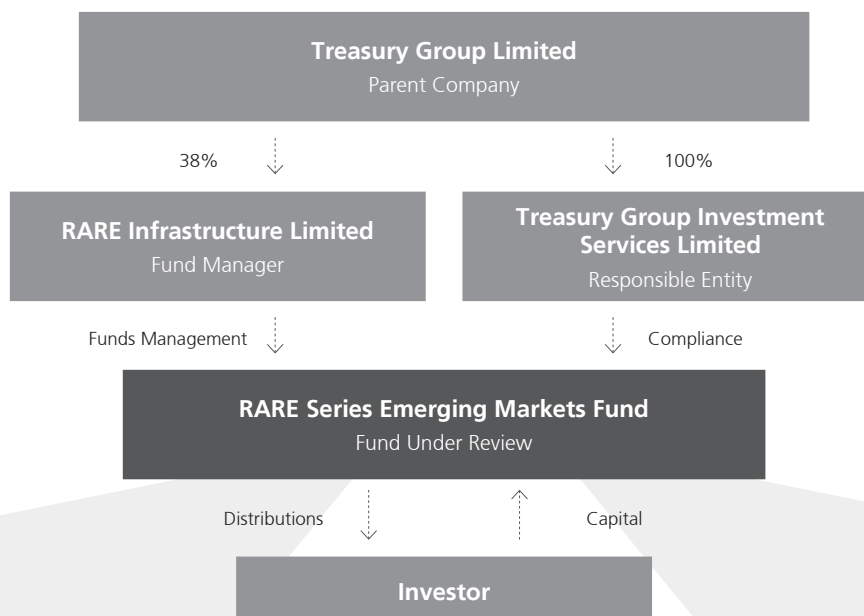 Treasury Group Limited
Parent Company
38%
100%
RARE Infrastructure Limited
Fund Manager
Treasury Group Investment
Services Limited
Responsible Entity
Funds Management
Compliance
RARE Series Emerging Markets Fund
Fund Under Review
Distributions
Capital
Investor